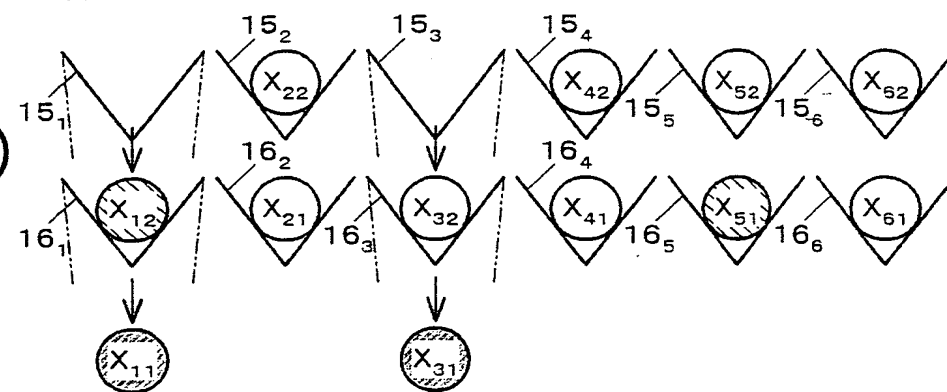 15₂ 15₃ 15₄
15₁ X₂₂ X₄₂ 15₅ X₅₂ 15₆ X₆₂
16₂ 16₄
16₁ X₁₂ X₂₁ 16₃ X₃₂ X₄₁ 16₅ X₅₁ 16₆ X₆₁
X₁₁ X₃₁